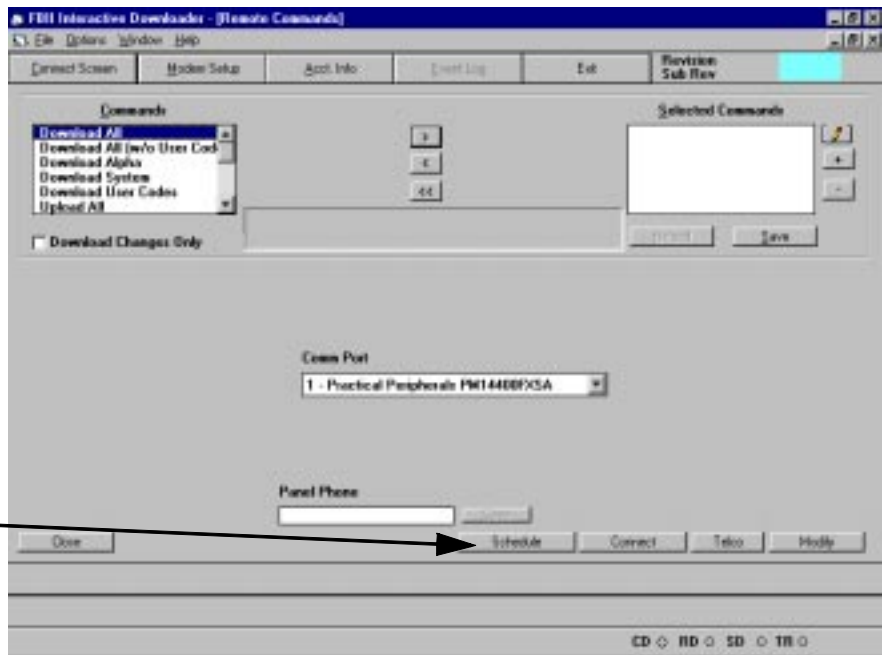 FBII Interactive Downloader - [Remote Commands]
File Options Window Help
Connect Screen Modem Setup Acct. Info Event Log Exit Revision
Sub Rev
Commands
Download All
Download All (w/o User Cod
Download Alpha
Download System
Download User Codes
Upload All
Download Changes Only
>
<
<<
Selected Commands
+
-
Save
Comm Port
1 - Practical Peripherals PM14400FXSA
Panel Phone
Close Schedule Connect Telco Modify
CD RD SD TR